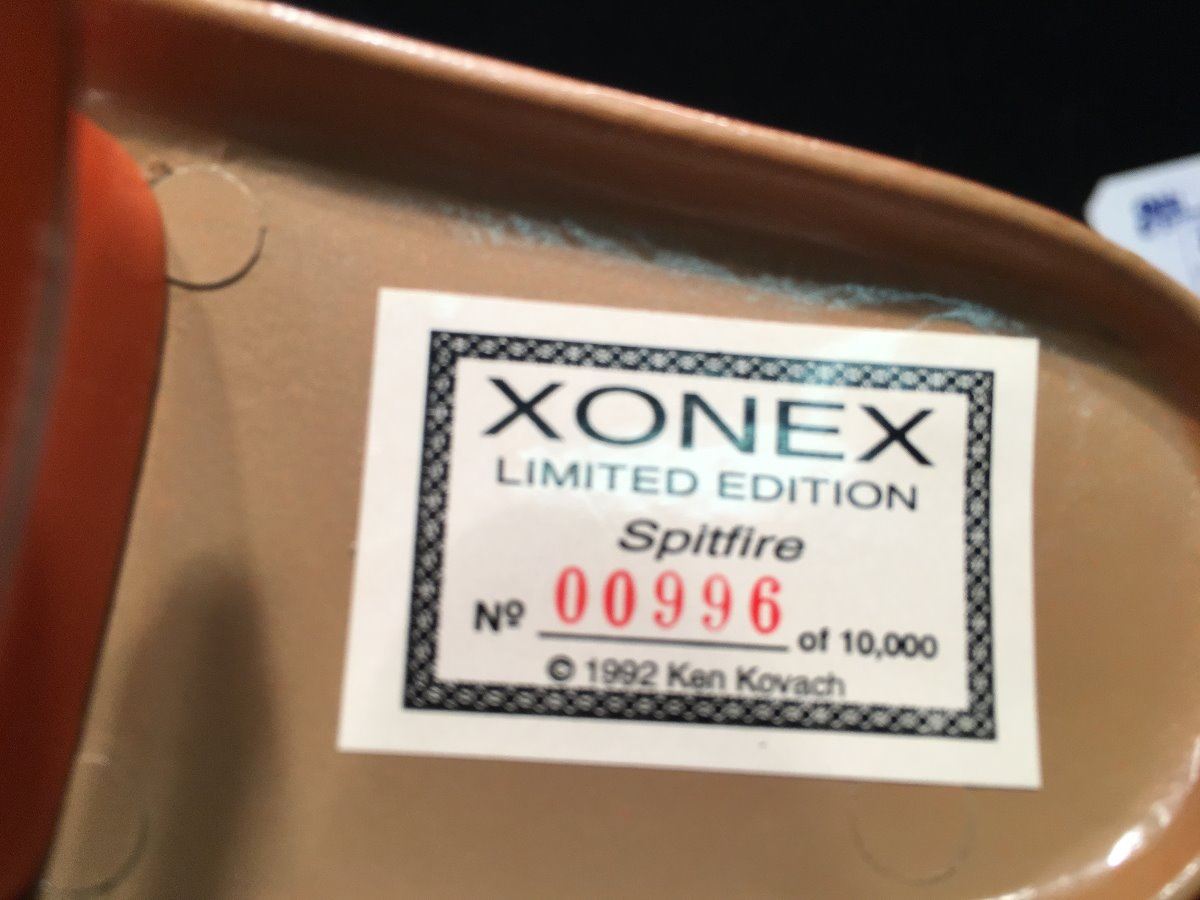 XONEX
LIMITED EDITION
Spitfire
Nº 00996 of 10,000
© 1992 Ken Kovach